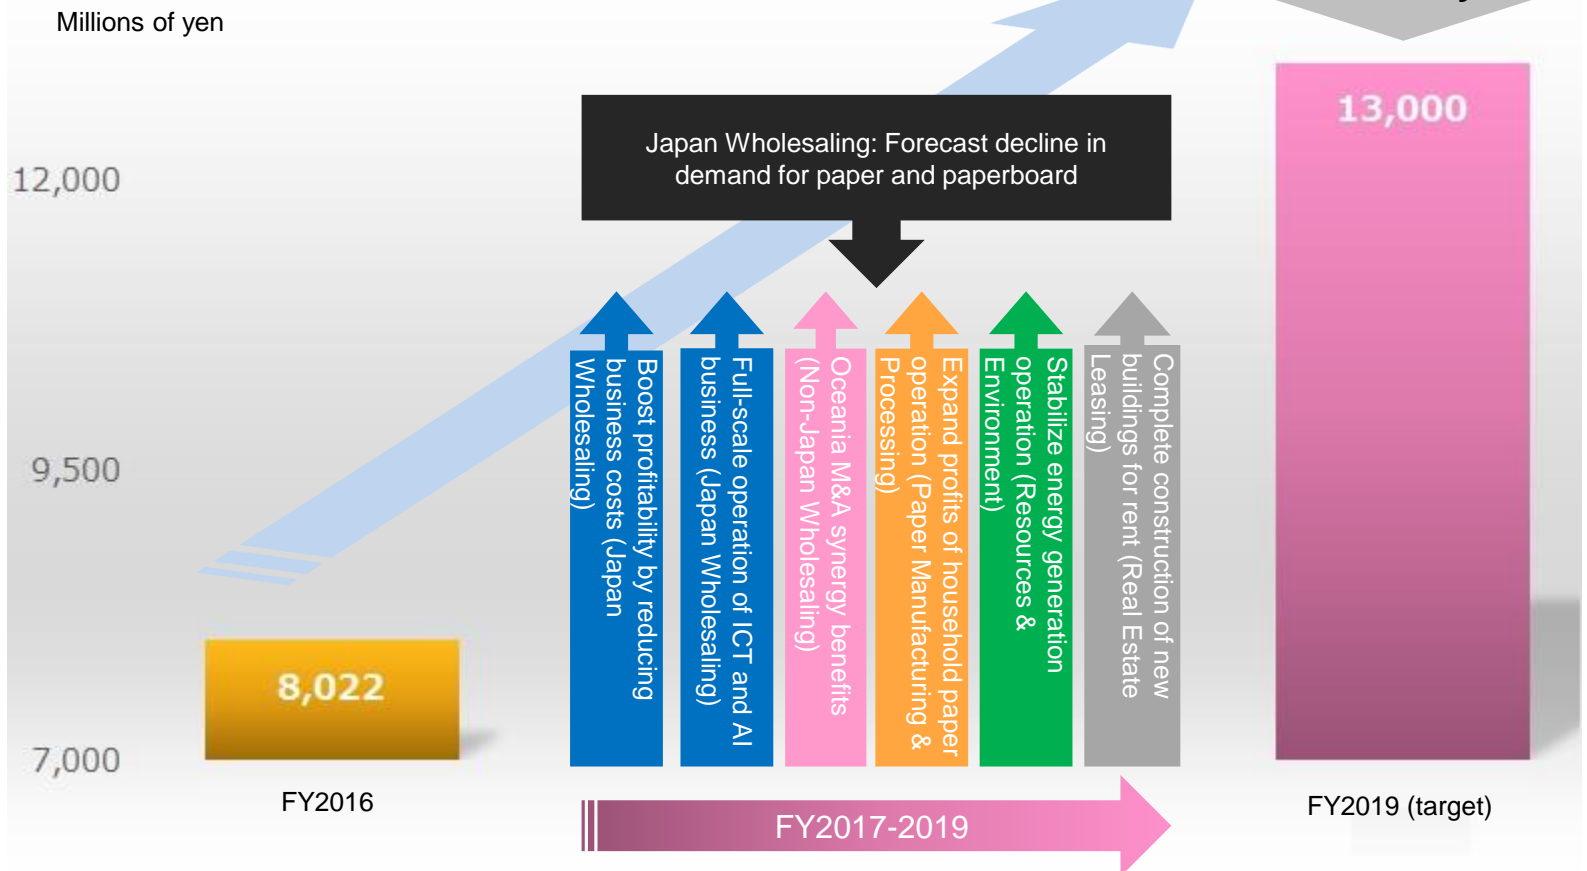 Millions of yen
13,000
Japan Wholesaling: Forecast decline in
demand for paper and paperboard
12,000
9,500
7,000
8,022
FY2016
Boost profitability by reducing
business costs (Japan
Wholesaling)
Full-scale operation of ICT and AI
business (Japan Wholesaling)
Oceania M&A synergy benefits
(Non-Japan Wholesaling)
Expand profits of household paper
operation (Paper Manufacturing &
Processing)
Stabilize energy generation
operation (Resources &
Environment)
Complete construction of new
buildings for rent (Real Estate
Leasing)
FY2017-2019
FY2019 (target)